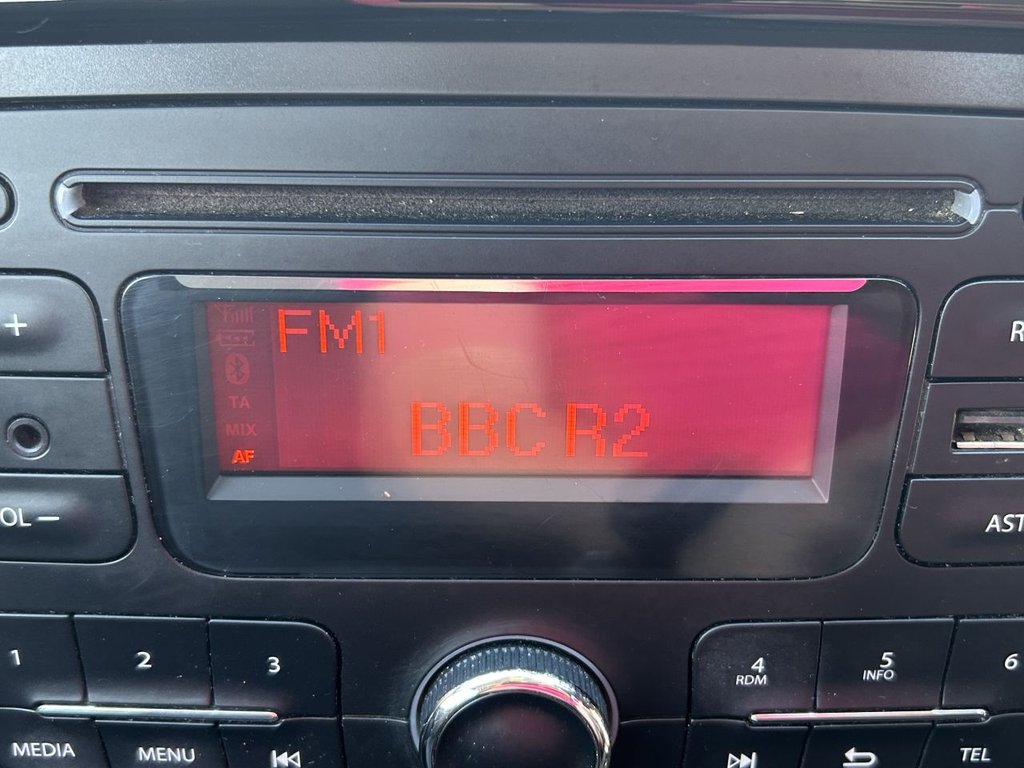 +
FM1
R
TA
MIX
BBC R2
AF
OL −
AST
1
2
3
4
RDM
5
INFO
6
MEDIA
MENU
TEL